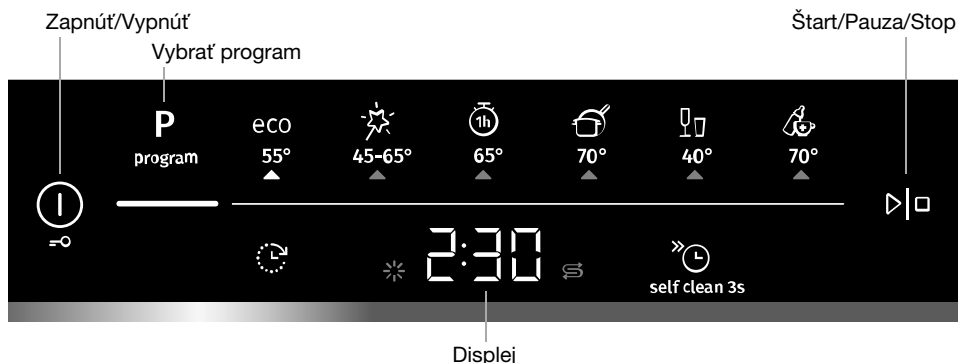 Zapnúť/Vypnúť
Štart/Pauza/Stop
Vybrať program
P
eco
1h
program
55°
45-65°
65°
70°
40°
70°
2:30
self clean 3s
Displej